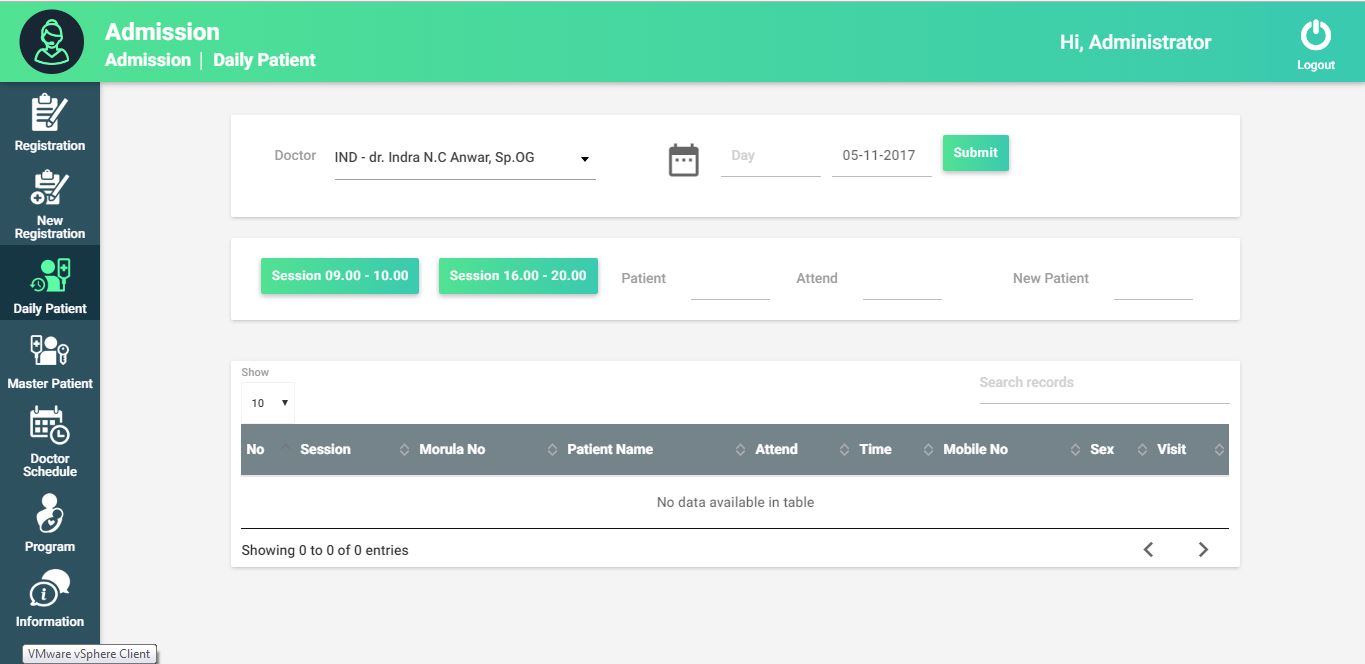 Admission
Admission | Daily Patient
Hi, Administrator
Logout
Registration
New
Registration
Daily Patient
Master Patient
Doctor
Schedule
Program
Information
VMware vSphere Client
Doctor IND - dr. Indra N.C Anwar, Sp.OG Day 05-11-2017 Submit
Session 09.00 - 10.00 Session 16.00 - 20.00 Patient Attend New Patient
Show
10
Search records
No Session Morula No Patient Name Attend Time Mobile No Sex Visit
No data available in table
Showing 0 to 0 of 0 entries